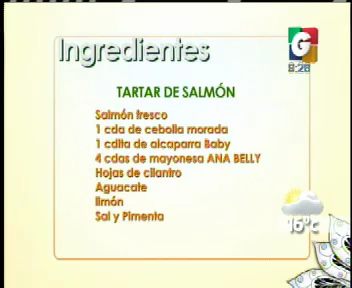 Ingredientes
G
8:28
TARTAR DE SALMÓN
Salmón fresco
1 cda de cebolla morada
1 cdita de alcaparra Baby
4 cdas de mayonesa ANA BELLY
Hojas de cilantro
Aguacate
limón
Sal y Pimenta
16°C